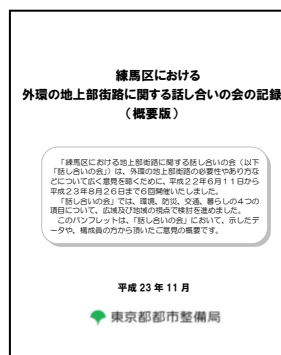 練馬区における
外環の地上部街路に関する話し合いの会の記録
(概要版)
「練馬区における地上部街路に関する話し合いの会(以下
「話し合いの会」)は、外環の地上部街路の必要性やあり方な
どについて広く意見を聴くために、平成22年6月11日から
平成23年8月26日まで6回開催いたしました。
「話し合いの会」では、環境、防災、交通、暮らしの4つの
項目について、広域及び地域の視点で検討を進めました。
このパンフレットは、「話し合いの会」において、示したデ
ータや、構成員の方から頂いたご意見の概要です。
平成 23 年 11 月
東京都都市整備局